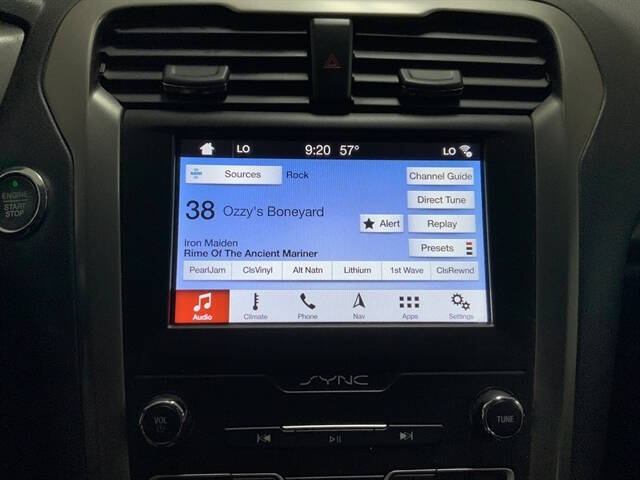 LO 9:20 57° LO
Sources Rock Channel Guide
Direct Tune
38 Ozzy's Boneyard
Alert Replay
Iron Maiden
Rime Of The Ancient Mariner
Presets
PearlJam ClsVinyl Alt Natn Lithium 1st Wave ClsRewnd
Audio Climate Phone Nav Apps Settings
ENGINE
START
STOP
SYNC
VOL
TUNE